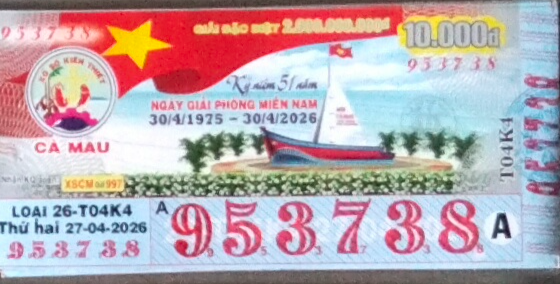 953738
GIẢI ĐẶC BIỆT 2.000.000.000đ
10.000đ
953738
XỔ SỐ KIẾN THIẾT
CÀ MAU
Kỷ niệm 51 năm
NGÀY GIẢI PHÓNG MIỀN NAM
30/4/1975 - 30/4/2026
T04K4
XSCM
LOẠI 26-T04K4
Thứ hai 27-04-2026
953738
A
953738
A